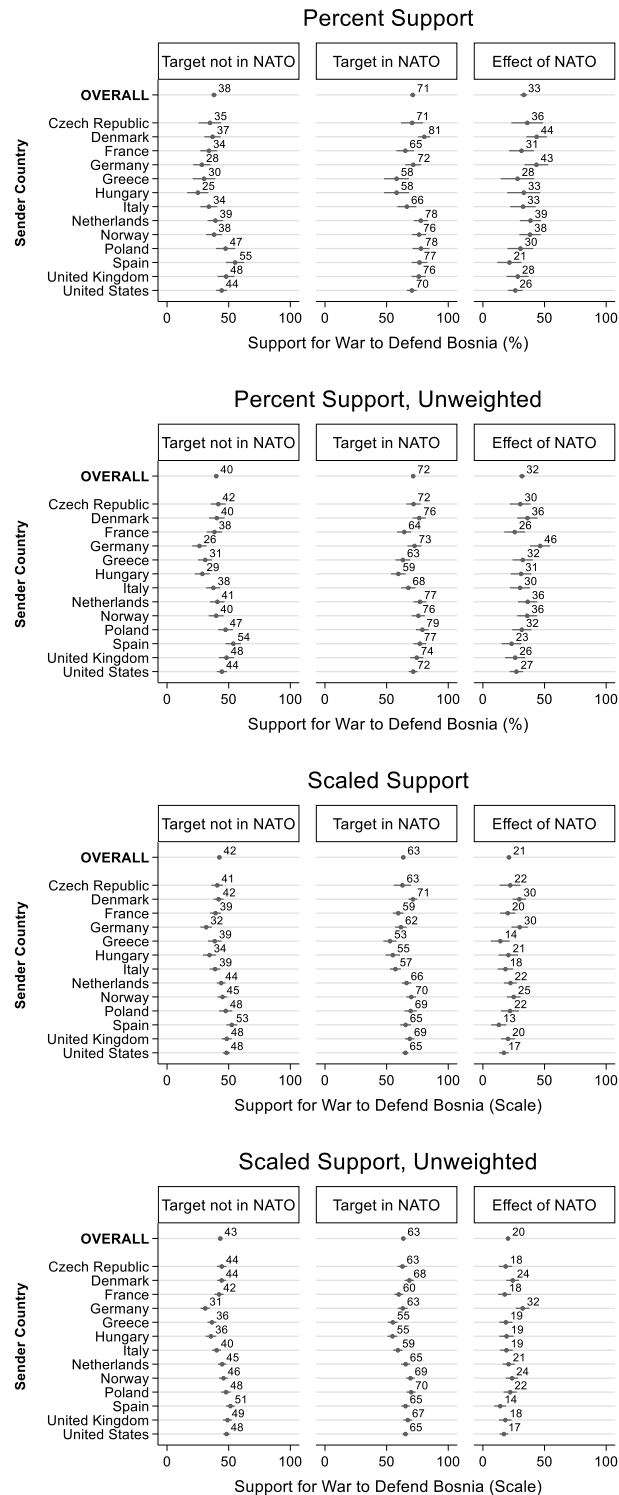 Percent Support
Target not in NATO Target in NATO Effect of NATO
OVERALL 38 71 33
Czech Republic 35 71 36
Denmark 37 81 44
France 34 65 31
Germany 28 72 43
Greece 30 58 28
Hungary 25 58 33
Italy 34 66 33
Netherlands 39 78 39
Norway 38 76 38
Poland 47 78 30
Spain 55 77 21
United Kingdom 48 76 28
United States 44 70 26
Sender Country
0 50 100 0 50 100 0 50 100
Support for War to Defend Bosnia (%)
Percent Support, Unweighted
Target not in NATO Target in NATO Effect of NATO
OVERALL 40 72 32
Czech Republic 42 72 30
Denmark 40 76 36
France 38 64 26
Germany 26 73 46
Greece 31 63 32
Hungary 29 59 31
Italy 38 68 30
Netherlands 41 77 36
Norway 40 76 36
Poland 47 79 32
Spain 54 77 23
United Kingdom 48 74 26
United States 44 72 27
Sender Country
0 50 100 0 50 100 0 50 100
Support for War to Defend Bosnia (%)
Scaled Support
Target not in NATO Target in NATO Effect of NATO
OVERALL 42 63 21
Czech Republic 41 63 22
Denmark 42 71 30
France 39 59 20
Germany 32 62 30
Greece 39 53 14
Hungary 34 55 21
Italy 39 57 18
Netherlands 44 66 22
Norway 45 70 25
Poland 48 69 22
Spain 53 65 13
United Kingdom 48 69 20
United States 48 65 17
Sender Country
0 50 100 0 50 100 0 50 100
Support for War to Defend Bosnia (Scale)
Scaled Support, Unweighted
Target not in NATO Target in NATO Effect of NATO
OVERALL 43 63 20
Czech Republic 44 63 18
Denmark 44 68 24
France 42 60 18
Germany 31 63 32
Greece 36 55 19
Hungary 36 55 19
Italy 40 59 19
Netherlands 45 65 21
Norway 46 69 24
Poland 48 70 22
Spain 51 65 14
United Kingdom 49 67 18
United States 48 65 17
Sender Country
0 50 100 0 50 100 0 50 100
Support for War to Defend Bosnia (Scale)